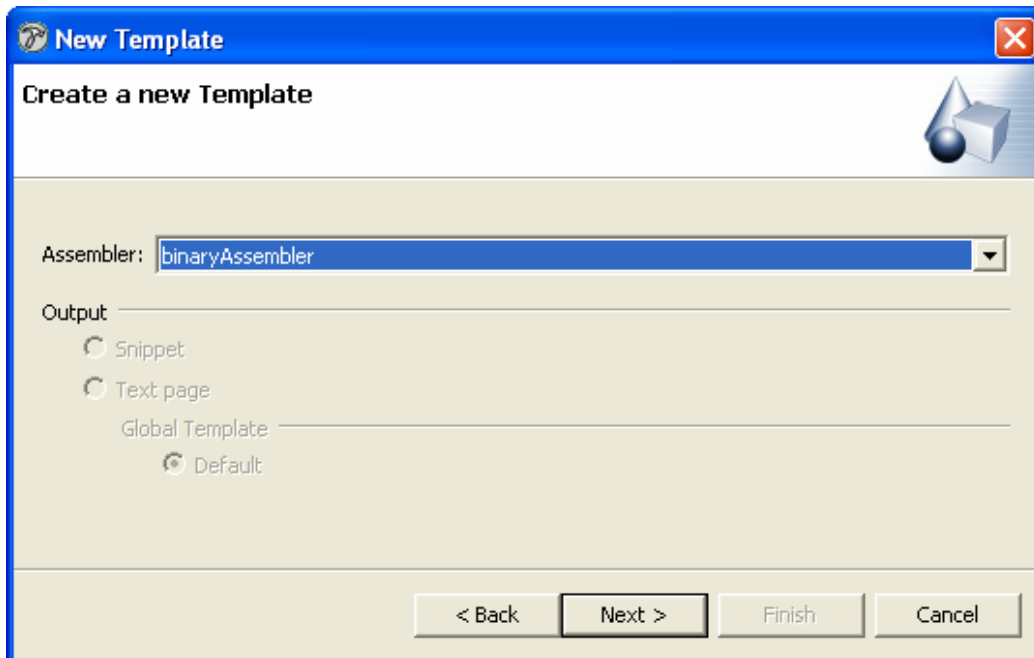 New Template
Create a new Template
Assembler: binaryAssembler
Output
Snippet
Text page
Global Template
Default
< Back Next > Finish Cancel